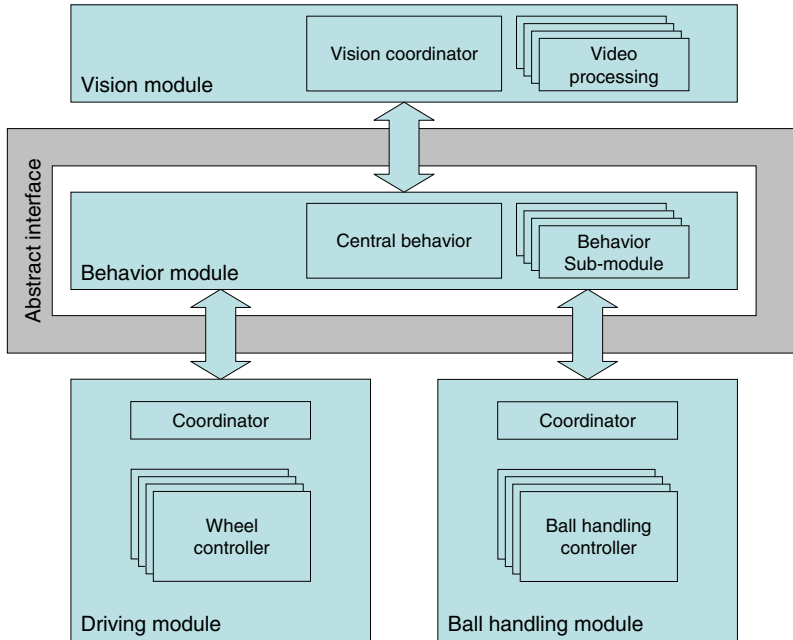 Vision coordinator
Video
processing
Vision module
Abstract interface
Central behavior
Behavior
Sub-module
Behavior module
Coordinator
Wheel
controller
Driving module
Coordinator
Ball handling
controller
Ball handling module